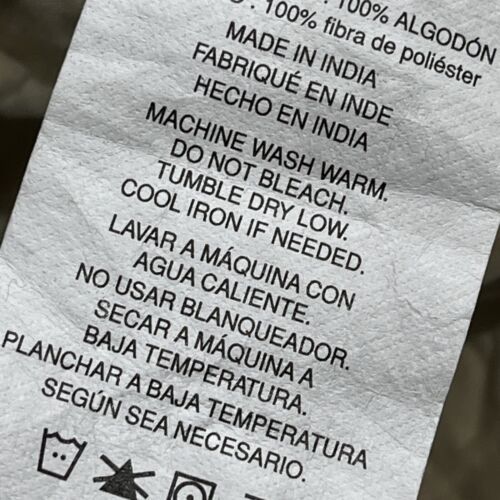 : 100% ALGODÓN
: 100% fibra de poliéster
MADE IN INDIA
FABRIQUÉ EN INDE
HECHO EN INDIA
MACHINE WASH WARM.
DO NOT BLEACH.
TUMBLE DRY LOW.
COOL IRON IF NEEDED.
LAVAR A MÁQUINA CON
AGUA CALIENTE.
NO USAR BLANQUEADOR.
SECAR A MÁQUINA A
BAJA TEMPERATURA.
PLANCHAR A BAJA TEMPERATURA
SEGÚN SEA NECESARIO.